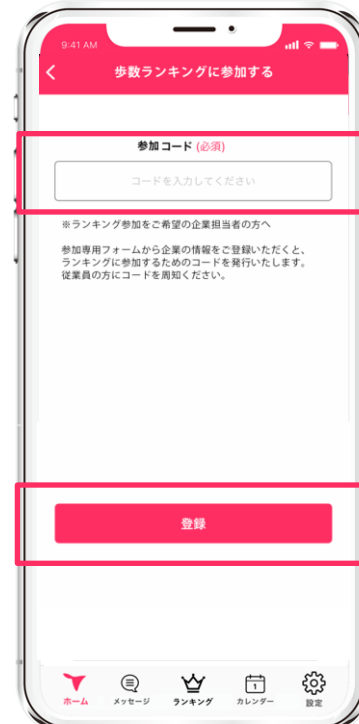 9:41 AM
歩数ランキングに参加する
参加コード (必須)
コードを入力してください
※ランキング参加をご希望の企業担当者の方へ
参加専用フォームから企業の情報をご登録いただくと、
ランキングに参加するためのコードを発行いたします。
従業員の方にコードを周知ください。
登録
1
ホーム メッセージ ランキング カレンダー 設定